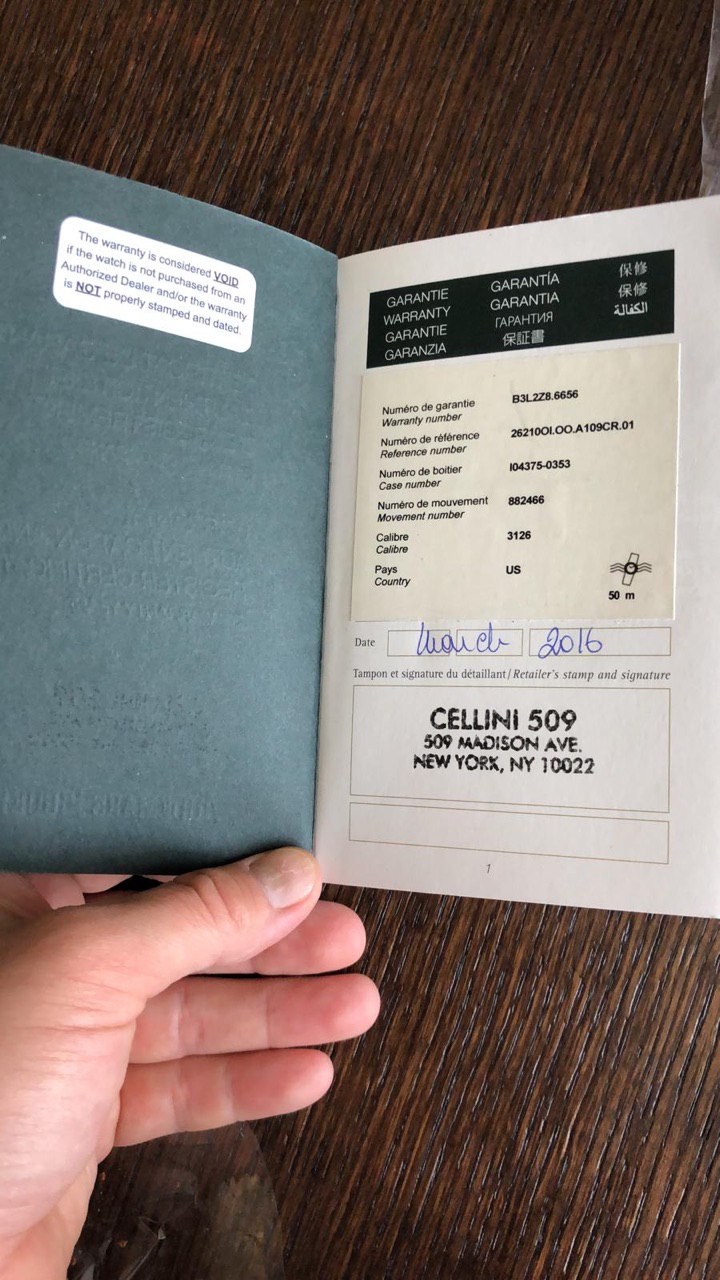 The warranty is considered VOID
if the watch is not purchased from an
Authorized Dealer and/or the warranty
is NOT properly stamped and dated.
GARANTIE GARANTÍA 保修
WARRANTY GARANTIA 保修
GARANTIE ГАРАНТИЯ الكفالة
GARANZIA 保証書
Numéro de garantie B3L2Z8.6656
Warranty number
Numéro de référence 26210OI.OO.A109CR.01
Reference number
Numéro de boitier I04375-0353
Case number
Numéro de mouvement 882466
Movement number
Calibre 3126
Calibre
Pays US
Country
50 m
Date March 2016
Tampon et signature du détaillant / Retailer's stamp and signature
CELLINI 509
509 MADISON AVE.
NEW YORK, NY 10022
1